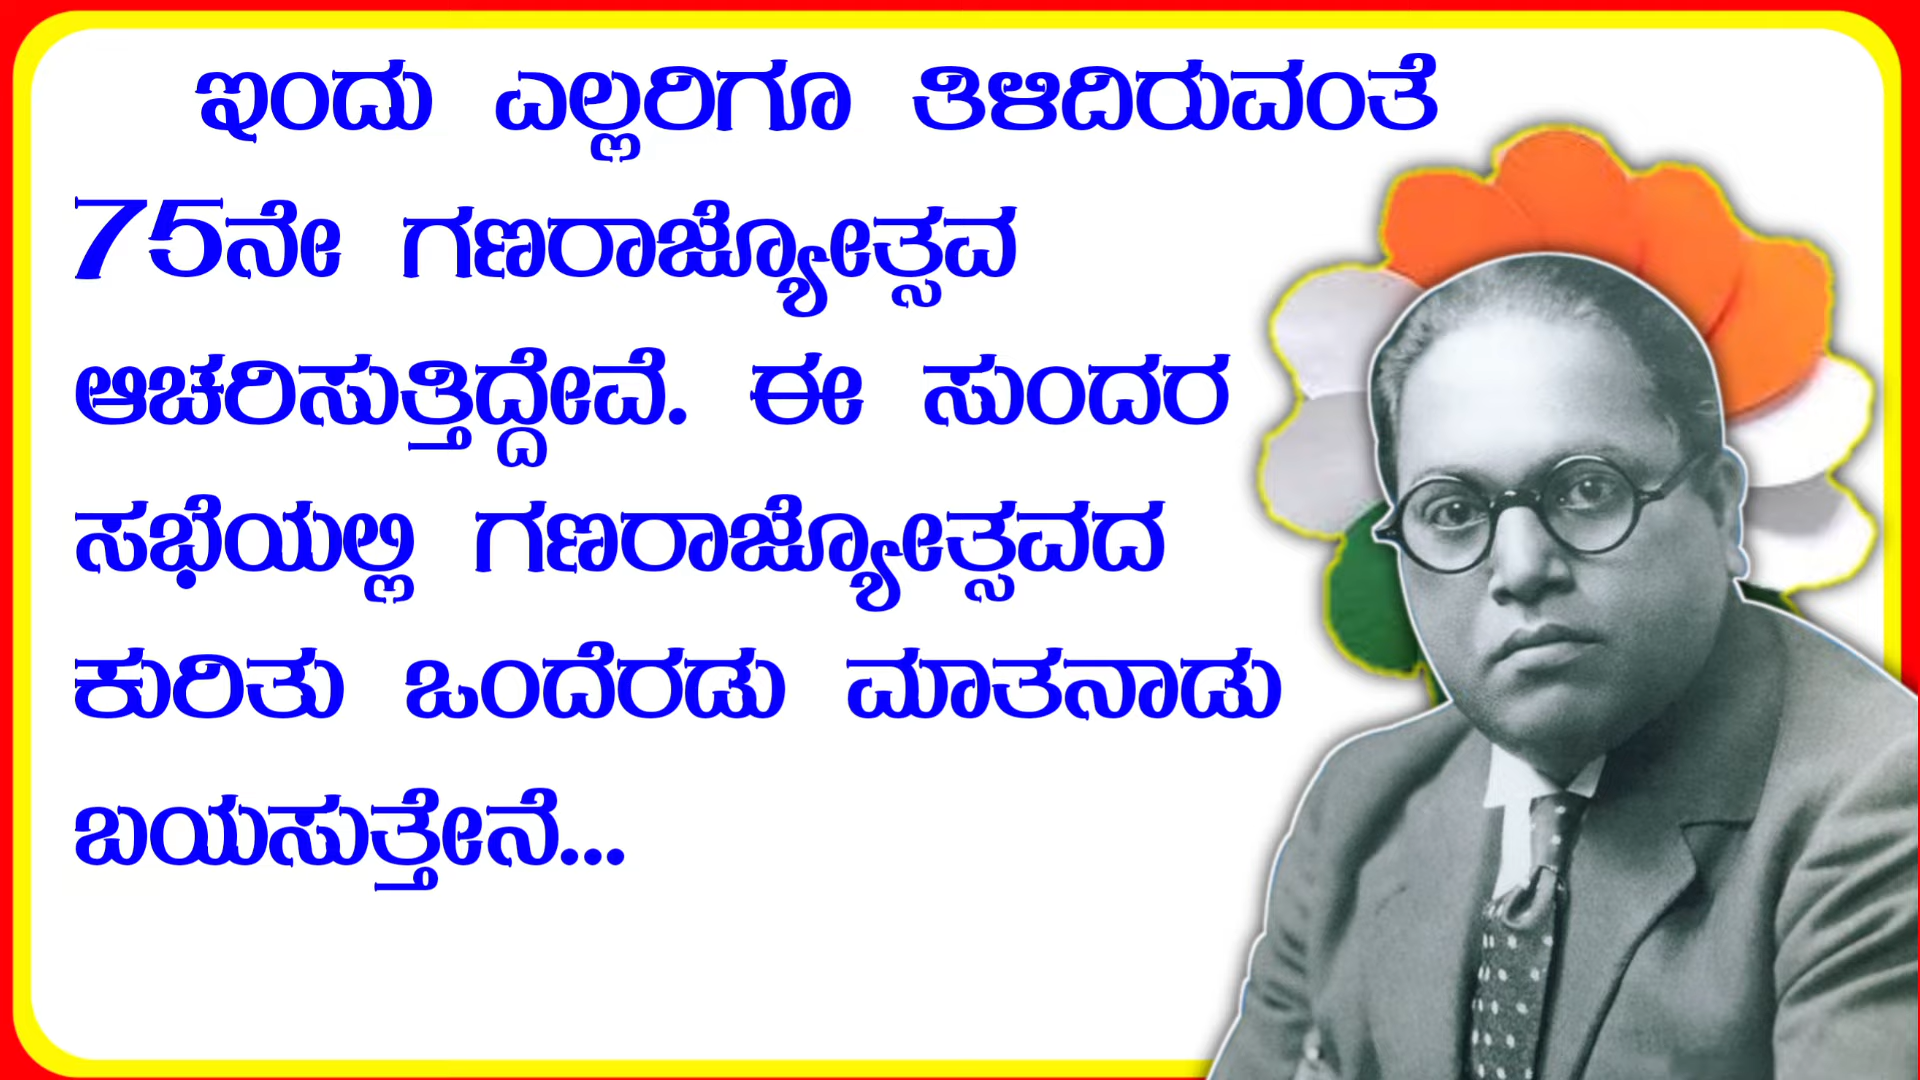 ಇಂದು ಎಲ್ಲರಿಗೂ ತಿಳಿದಿರುವಂತೆ
75ನೇ ಗಣರಾಜ್ಯೋತ್ಸವ
ಆಚರಿಸುತ್ತಿದ್ದೇವೆ. ಈ ಸುಂದರ
ಸಭೆಯಲ್ಲಿ ಗಣರಾಜ್ಯೋತ್ಸವದ
ಕುರಿತು ಒಂದೆರಡು ಮಾತನಾಡು
ಬಯಸುತ್ತೇನೆ...